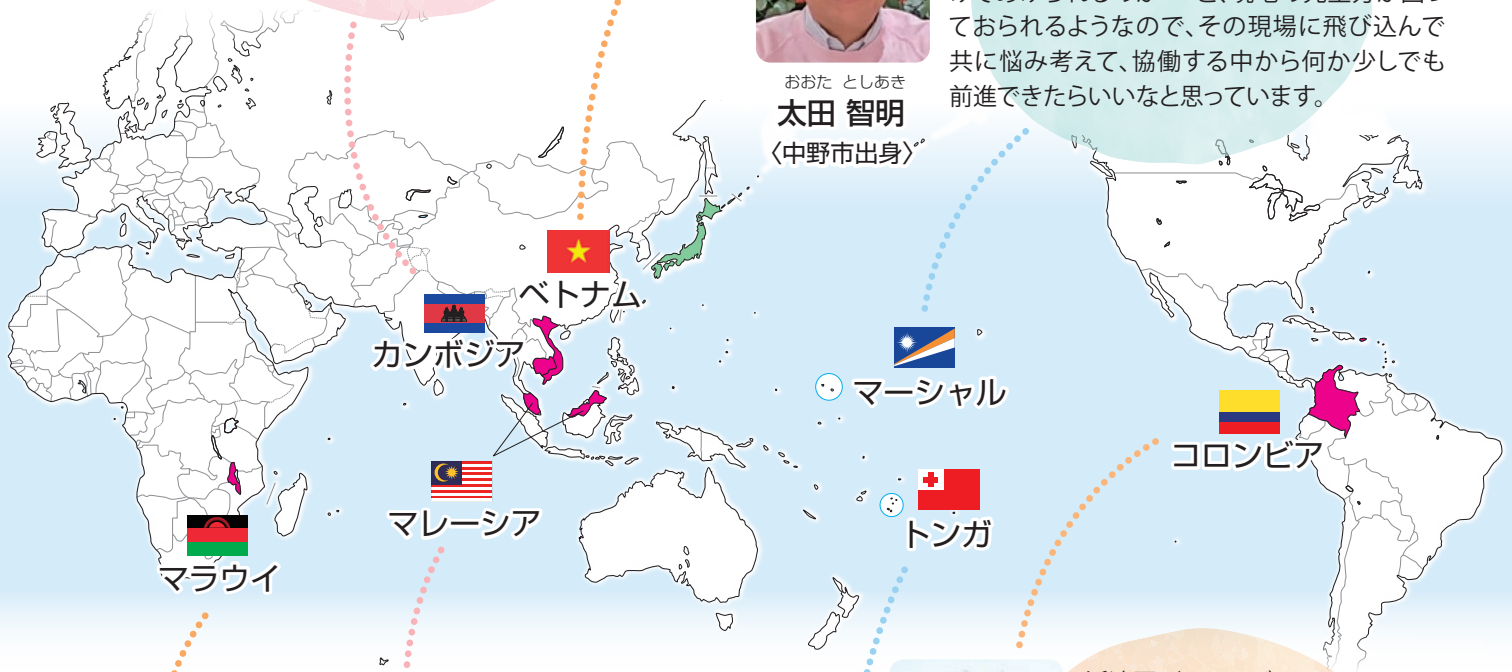 ておられるようなので、その現場に飛び込んで
共に悩み考えて、協働する中から何か少しでも
前進できたらいいなと思っています。
おおた としあき
太田 智明
〈中野市出身〉
ベトナム
カンボジア
マーシャル
コロンビア
マレーシア
トンガ
マラウイ